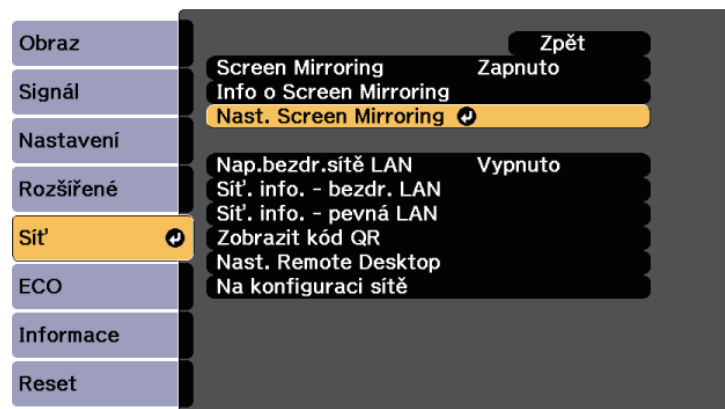 Obraz
Signál
Nastavení
Rozšířené
Síť
ECO
Informace
Reset
Zpět
Screen Mirroring Zapnuto
Info o Screen Mirroring
Nast. Screen Mirroring
Nap.bezdr.sítě LAN Vypnuto
Síť. info. - bezdr. LAN
Síť. info. - pevná LAN
Zobrazit kód QR
Nast. Remote Desktop
Na konfiguraci sítě